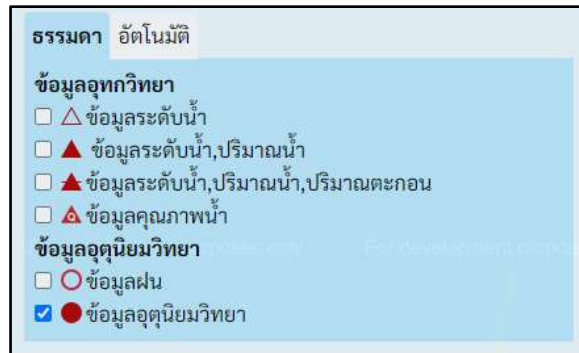 ธรรมดา อัตโนมัติ
ข้อมูลอุทกวิทยา
ข้อมูลระดับน้ำ
ข้อมูลระดับน้ำ,ปริมาณน้ำ
ข้อมูลระดับน้ำ,ปริมาณน้ำ,ปริมาณตะกอน
ข้อมูลคุณภาพน้ำ
ข้อมูลอุตุนิยมวิทยา
For development purpos
ข้อมูลฝน
ข้อมูลอุตุนิยมวิทยา